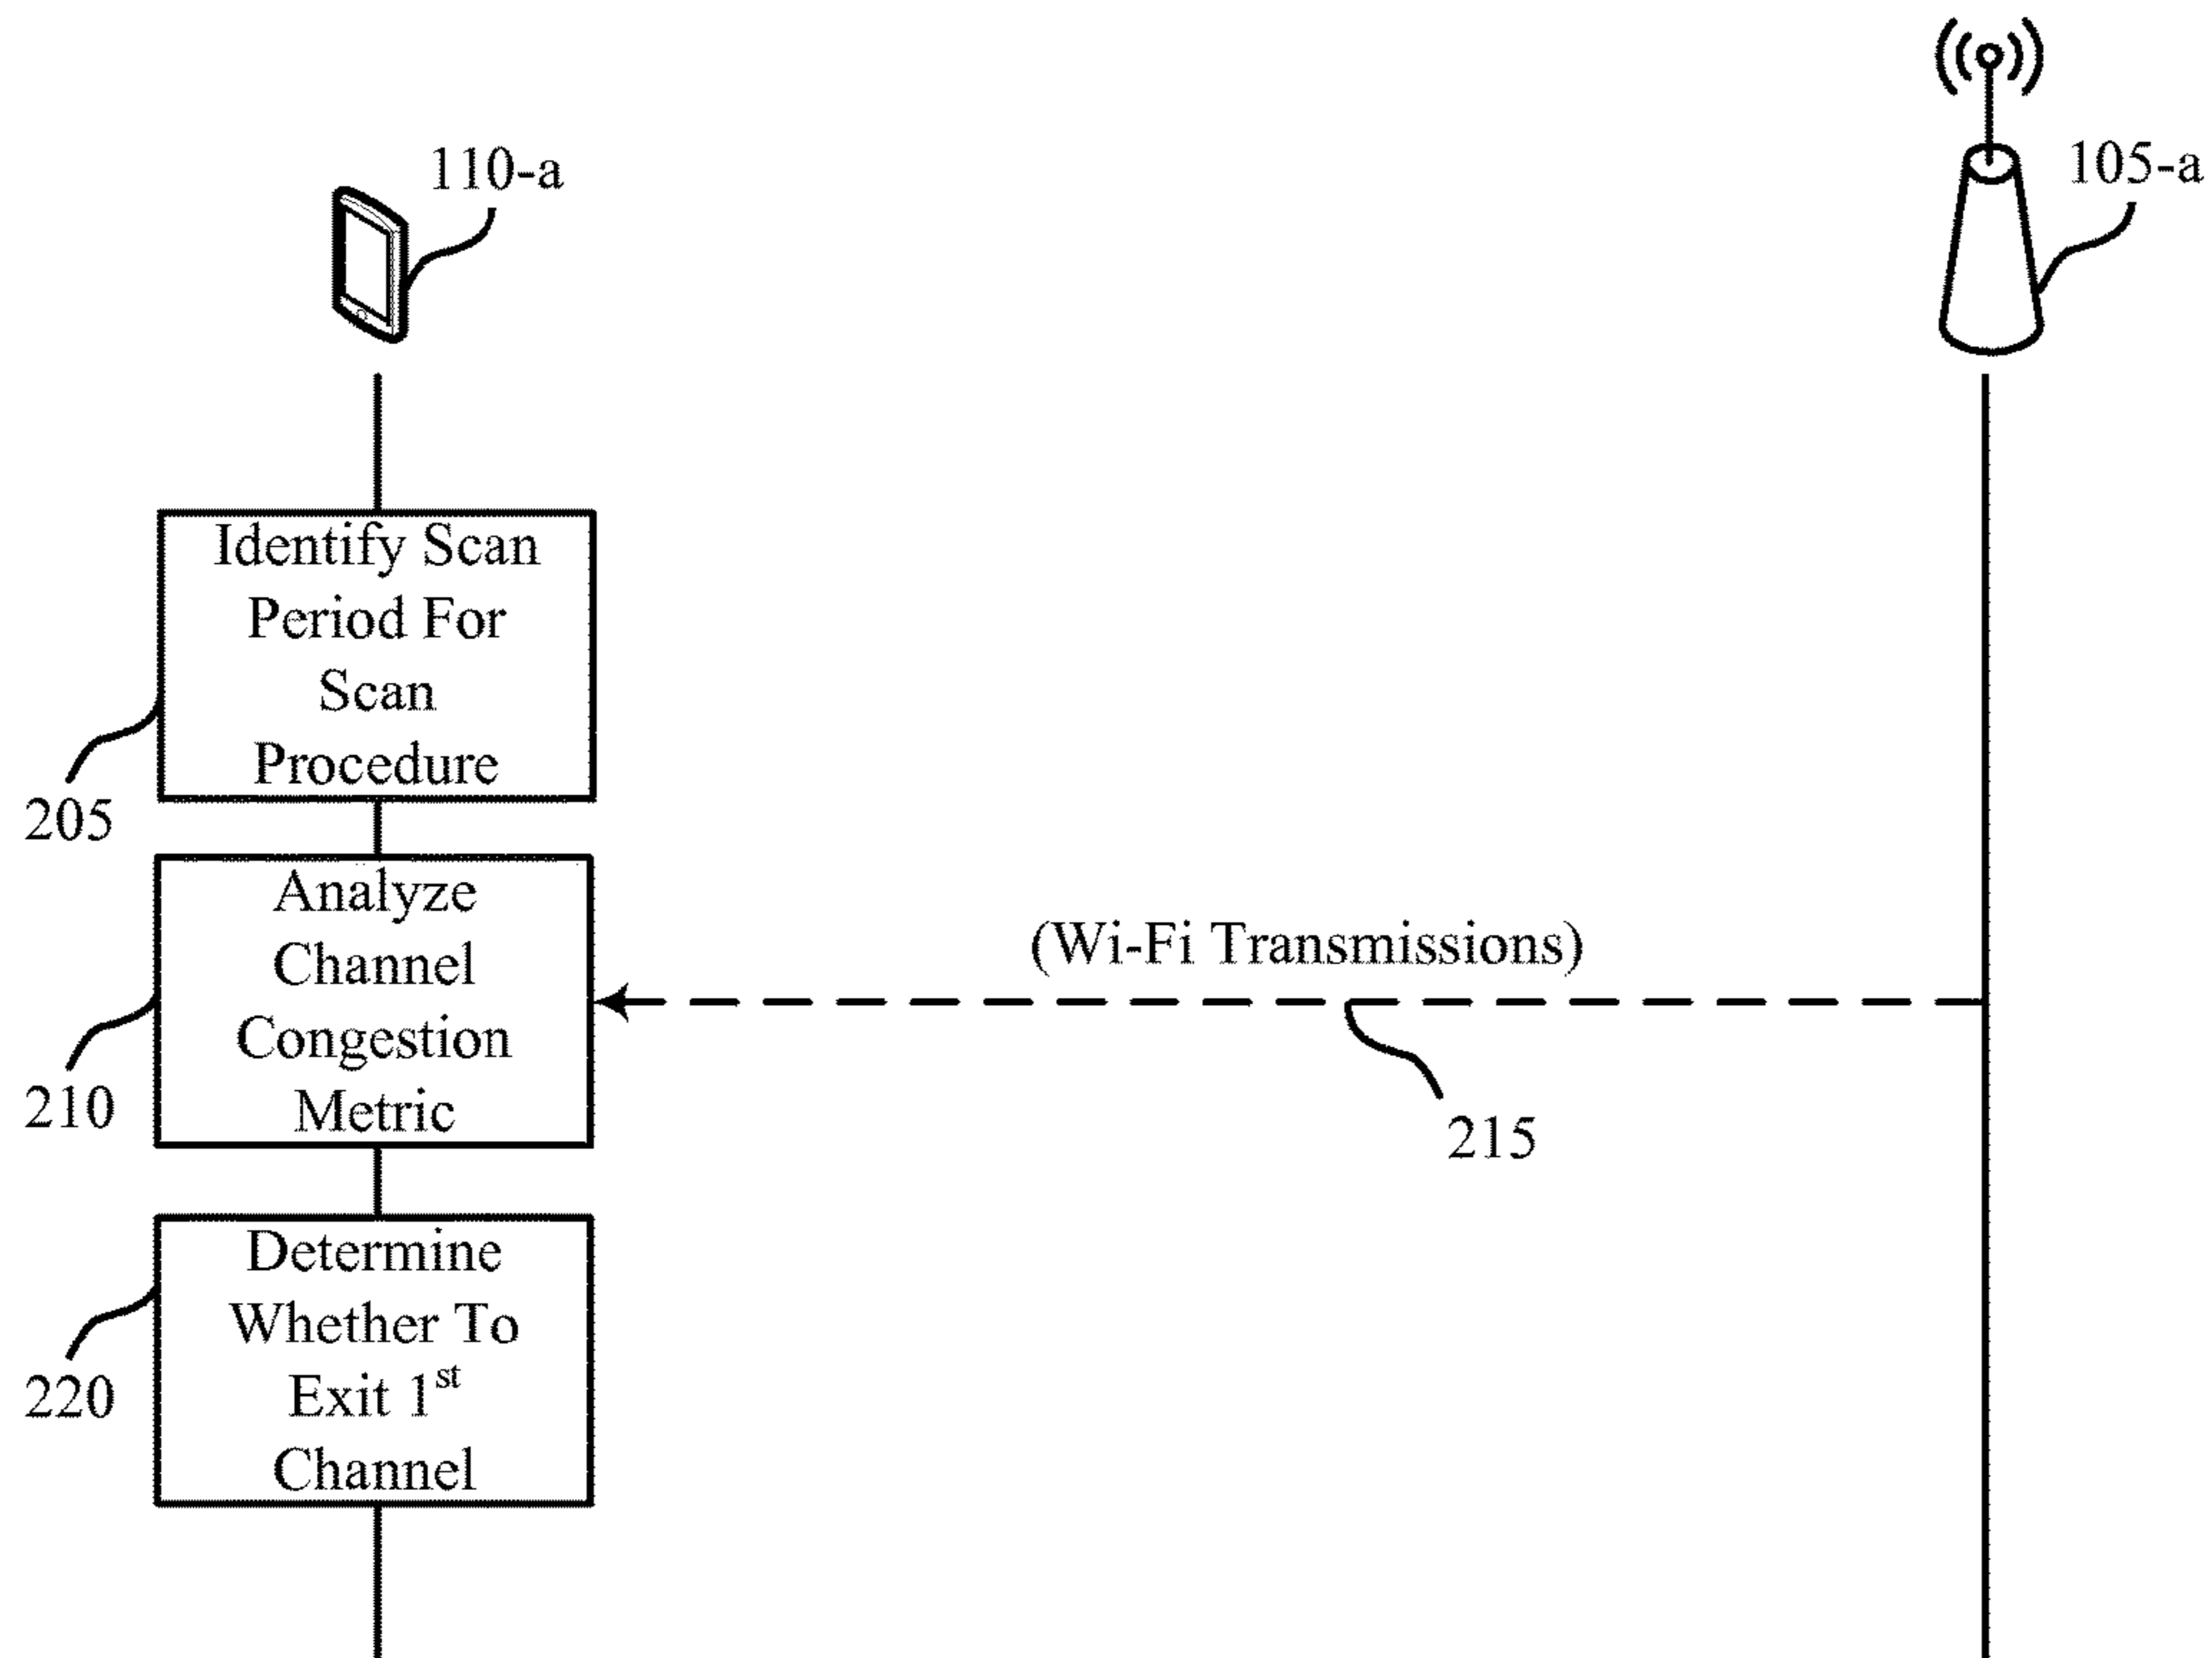 110-a
105-a
Identify Scan
Period For
Scan
Procedure
205
Analyze
Channel
Congestion
Metric
210
(Wi-Fi Transmissions)
215
Determine
Whether To
Exit 1st
Channel
220